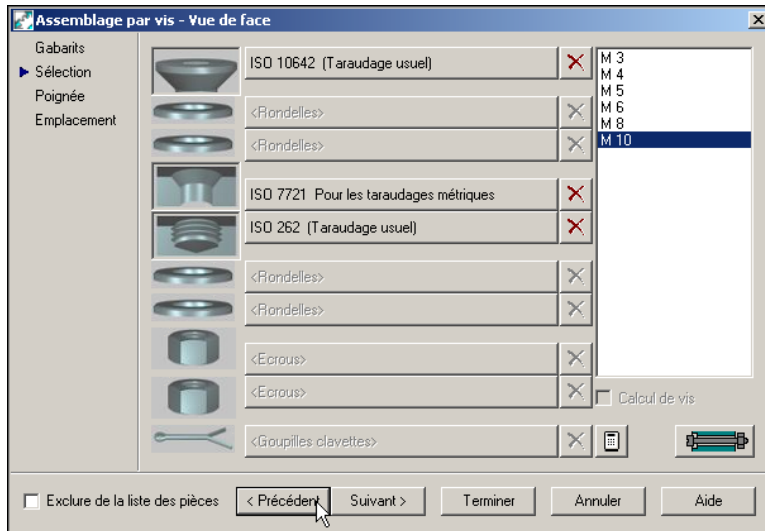 Assemblage par vis - Vue de face
Gabarits
Sélection
Poignée
Emplacement
ISO 10642 (Taraudage usuel)
<Rondelles>
<Rondelles>
ISO 7721 Pour les taraudages métriques
ISO 262 (Taraudage usuel)
<Rondelles>
<Rondelles>
<Ecrous>
<Ecrous>
<Goupilles clavettes>
M 3
M 4
M 5
M 6
M 8
M 10
Calcul de vis
Exclure de la liste des pièces
< Précédent
Suivant >
Terminer
Annuler
Aide